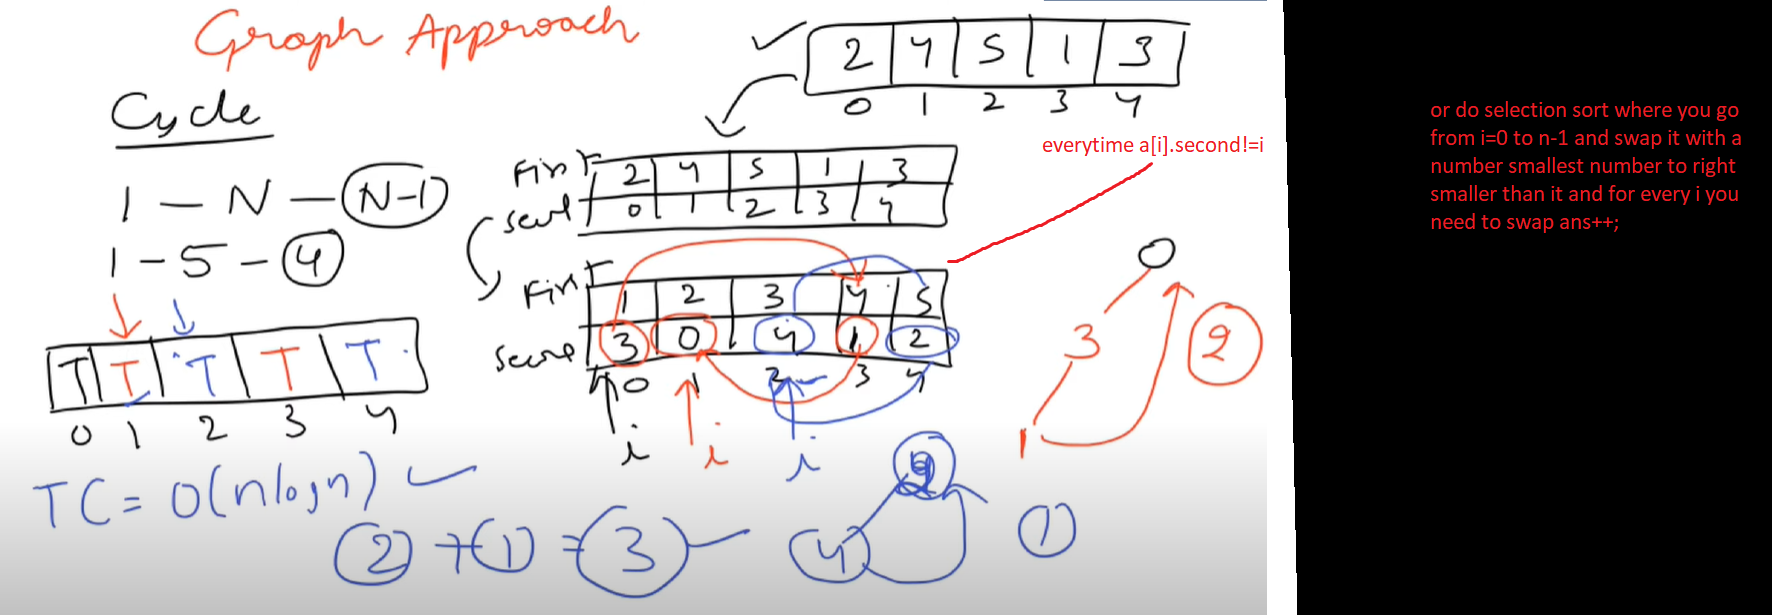 Graph Approach
2 4 5 1 3
0 1 2 3 4
Cycle
1 — N — N-1
1 — 5 — 4
First 2 4 5 1 3
0 1 2 3 4
everytime a[i].second!=i
First 1 2 3 4 5
3 0 4 1 2
0 1 2 3 4
i i i
T T T T T
0 1 2 3 4
TC = O(nlogn)
2 + 1 = 3
0
3
1
2
4
1
or do selection sort where you go
from i=0 to n-1 and swap it with a
number smallest number to right
smaller than it and for every i you
need to swap ans++;